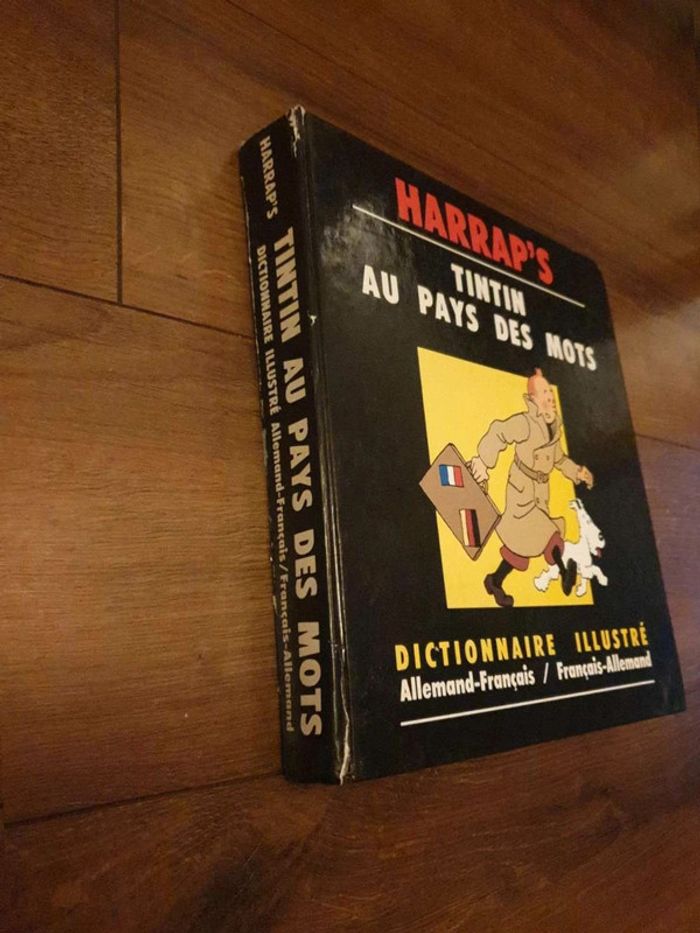 HARRAP'S
TINTIN AU PAYS DES MOTS
DICTIONNAIRE ILLUSTRÉ Allemand-Français/Français-Allemand
HARRAP'S
TINTIN
AU PAYS DES MOTS
DICTIONNAIRE ILLUSTRÉ
Allemand-Français / Français-Allemand